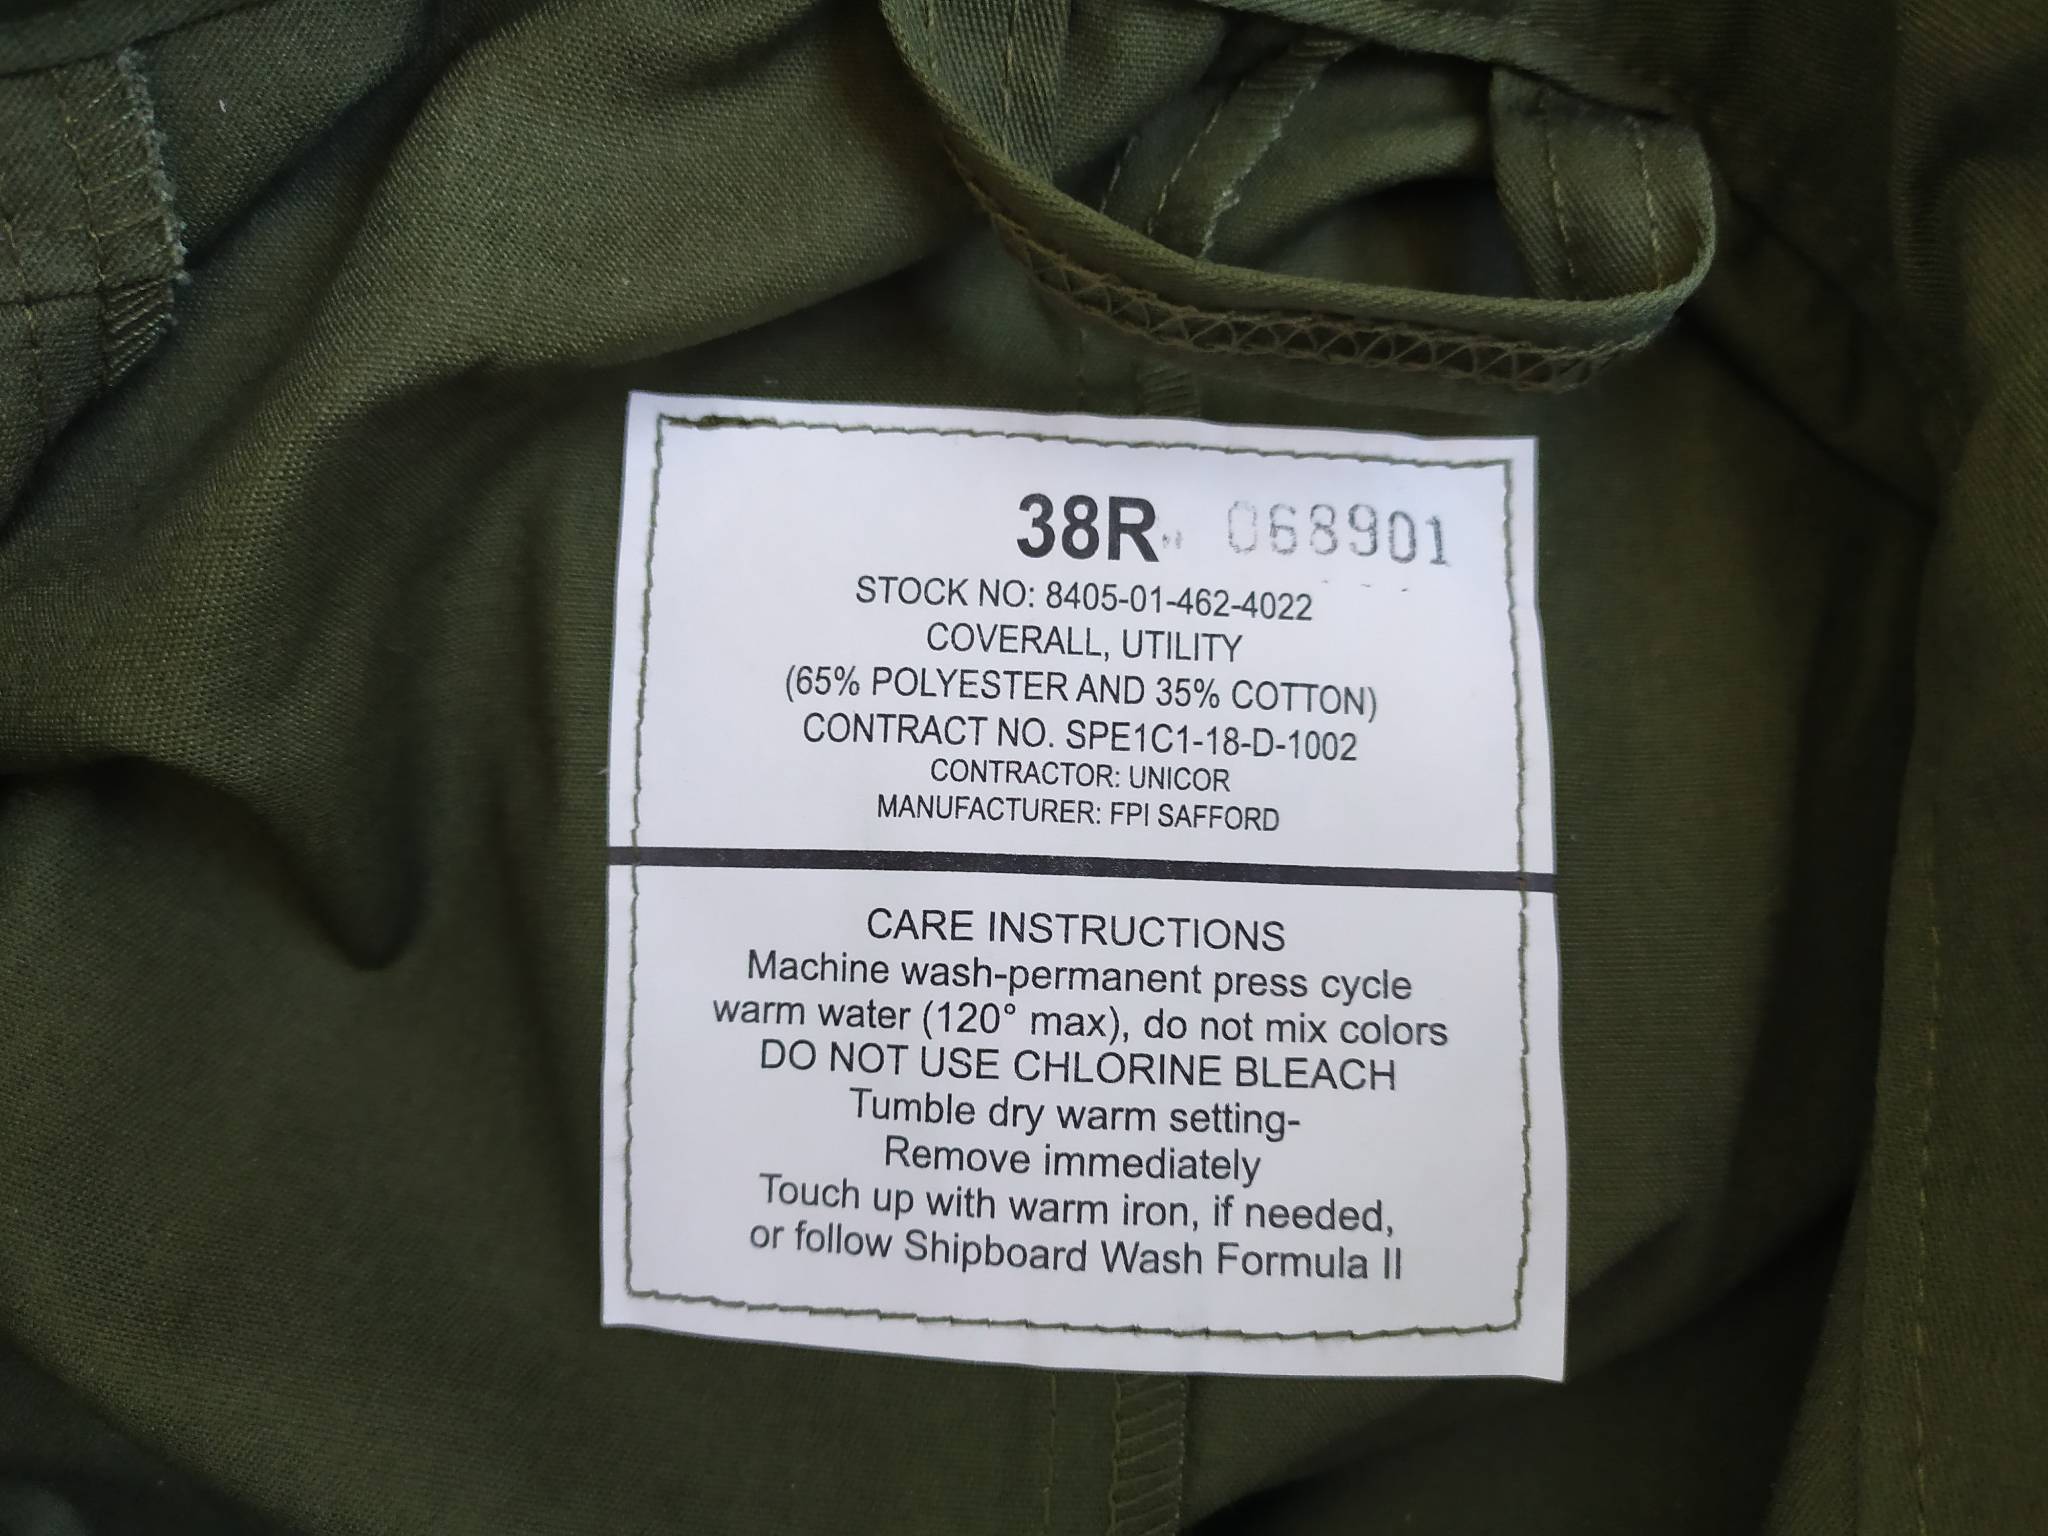 38R 068901
STOCK NO: 8405-01-462-4022
COVERALL, UTILITY
(65% POLYESTER AND 35% COTTON)
CONTRACT NO. SPE1C1-18-D-1002
CONTRACTOR: UNICOR
MANUFACTURER: FPI SAFFORD
CARE INSTRUCTIONS
Machine wash-permanent press cycle
warm water (120° max), do not mix colors
DO NOT USE CHLORINE BLEACH
Tumble dry warm setting-
Remove immediately
Touch up with warm iron, if needed,
or follow Shipboard Wash Formula II